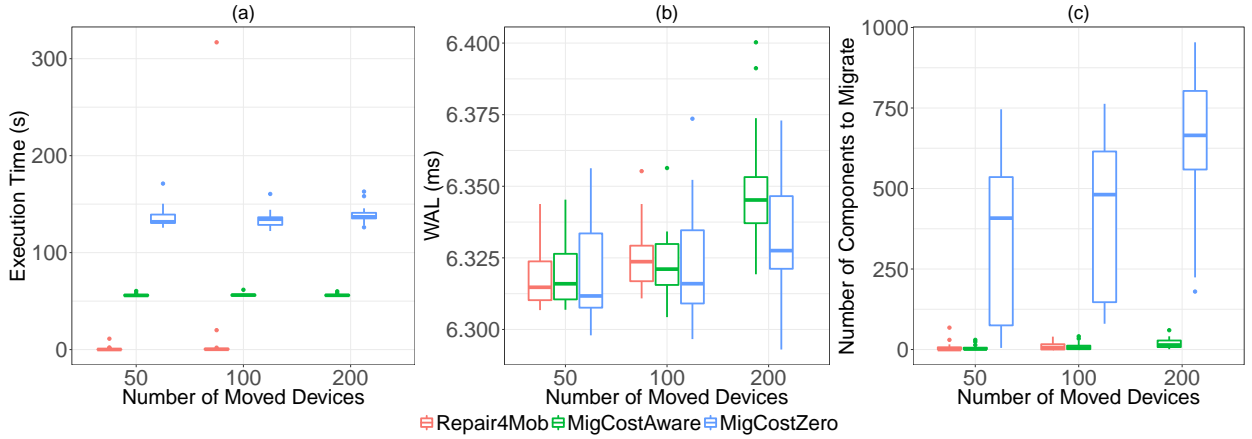 (a)
Execution Time (s)
300
200
100
0
50 100 200
Number of Moved Devices
(b)
WAL (ms)
6.400
6.375
6.350
6.325
6.300
50 100 200
Number of Moved Devices
(c)
Number of Components to Migrate
1000
750
500
250
0
50 100 200
Number of Moved Devices
Repair4Mob MigCostAware MigCostZero